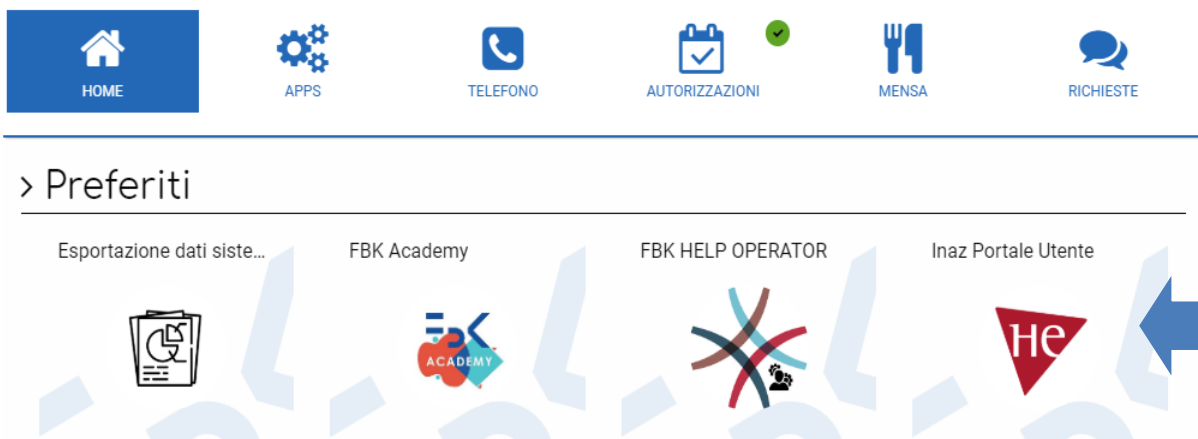 HOME APPS TELEFONO AUTORIZZAZIONI MENSA RICHIESTE
> Preferiti
Esportazione dati siste... FBK Academy FBK HELP OPERATOR Inaz Portale Utente
FBK
ACADEMY
He